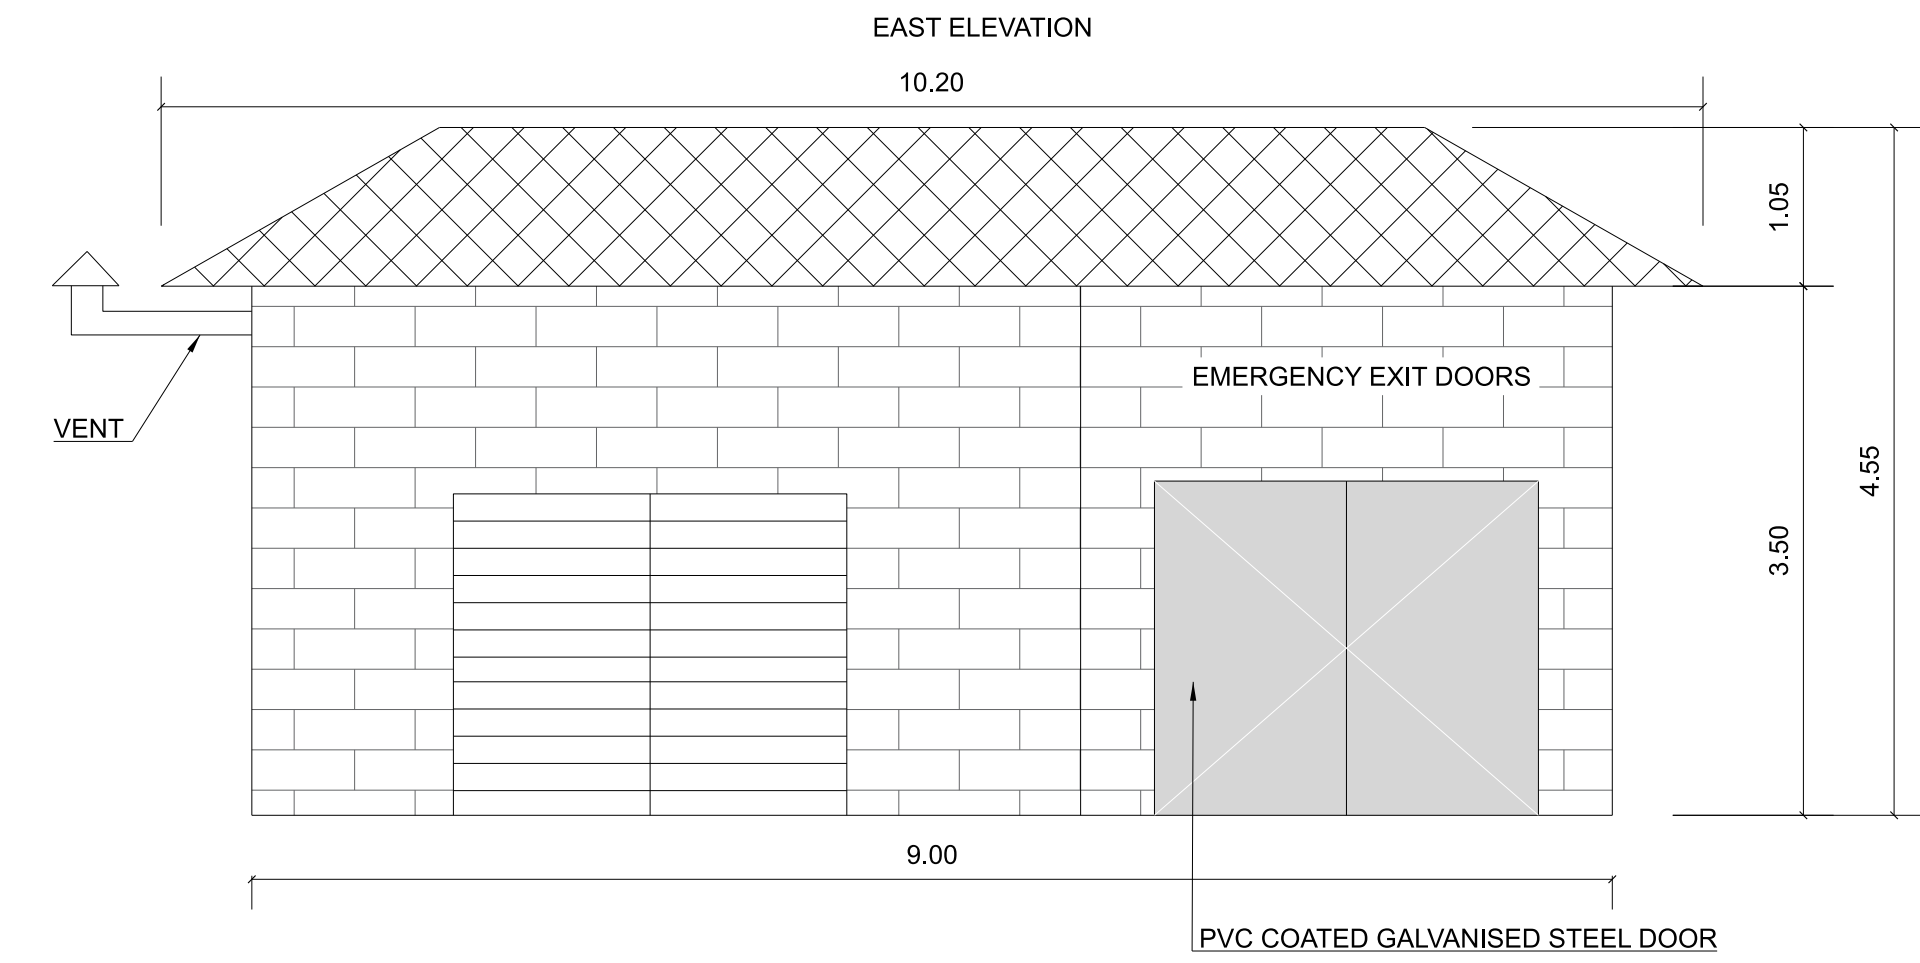 EAST ELEVATION
10.20
1.05
EMERGENCY EXIT DOORS
VENT
4.55
3.50
9.00
PVC COATED GALVANISED STEEL DOOR